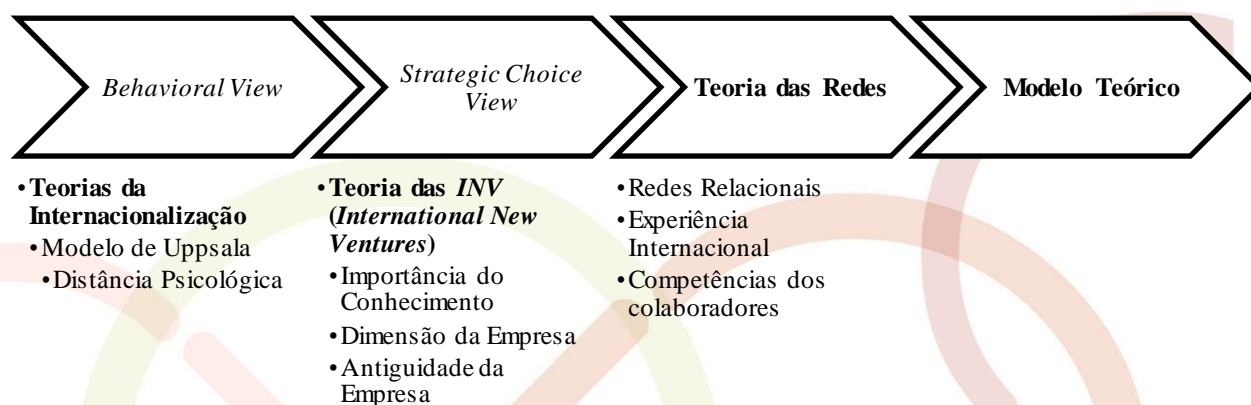 Behavioral View
Strategic Choice
View
Teoria das Redes
Modelo Teórico
•Teorias da
Internacionalização
•Modelo de Uppsala
•Distância Psicológica
•Teoria das INV
(International New
Ventures)
•Importância do
Conhecimento
•Dimensão da Empresa
•Antiguidade da
Empresa
•Redes Relacionais
•Experiência
Internacional
•Competências dos
colaboradores